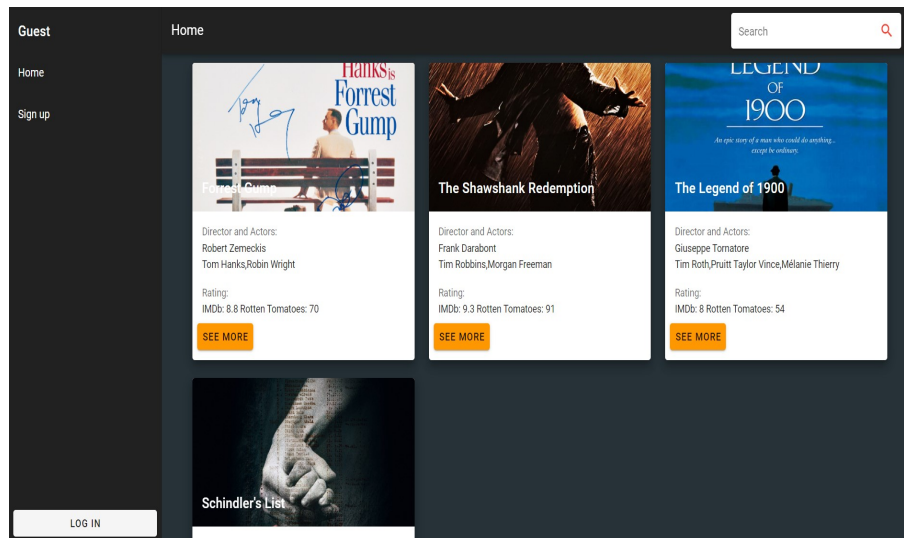 Guest
Home
Sign up
LOG IN
Home
Search
Hanks is
Forrest
Gump
Forrest Gump
Director and Actors:
Robert Zemeckis
Tom Hanks,Robin Wright
Rating:
IMDb: 8.8 Rotten Tomatoes: 70
SEE MORE
The Shawshank Redemption
Director and Actors:
Frank Darabont
Tim Robbins,Morgan Freeman
Rating:
IMDb: 9.3 Rotten Tomatoes: 91
SEE MORE
LEGEND
OF
1900
An epic story of a man who could do anything...
except be ordinary.
The Legend of 1900
Director and Actors:
Giuseppe Tornatore
Tim Roth,Pruitt Taylor Vince,Mélanie Thierry
Rating:
IMDb: 8 Rotten Tomatoes: 54
SEE MORE
Schindler's List